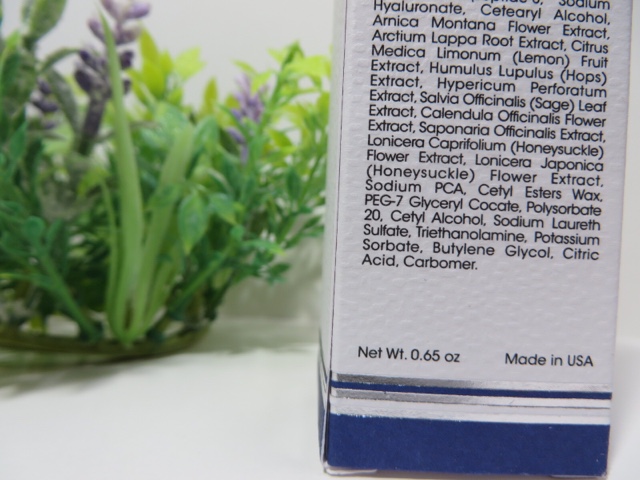 Sodium
Hyaluronate, Cetearyl Alcohol,
Arnica Montana Flower Extract,
Arctium Lappa Root Extract, Citrus
Medica Limonum (Lemon) Fruit
Extract, Humulus Lupulus (Hops)
Extract, Hypericum Perforatum
Extract, Salvia Officinalis (Sage) Leaf
Extract, Calendula Officinalis Flower
Extract, Saponaria Officinalis Extract,
Lonicera Caprifolium (Honeysuckle)
Flower Extract, Lonicera Japonica
(Honeysuckle) Flower Extract,
Sodium PCA, Cetyl Esters Wax,
PEG-7 Glyceryl Cocate, Polysorbate
20, Cetyl Alcohol, Sodium Laureth
Sulfate, Triethanolamine, Potassium
Sorbate, Butylene Glycol, Citric
Acid, Carbomer.
Net Wt. 0.65 oz Made in USA